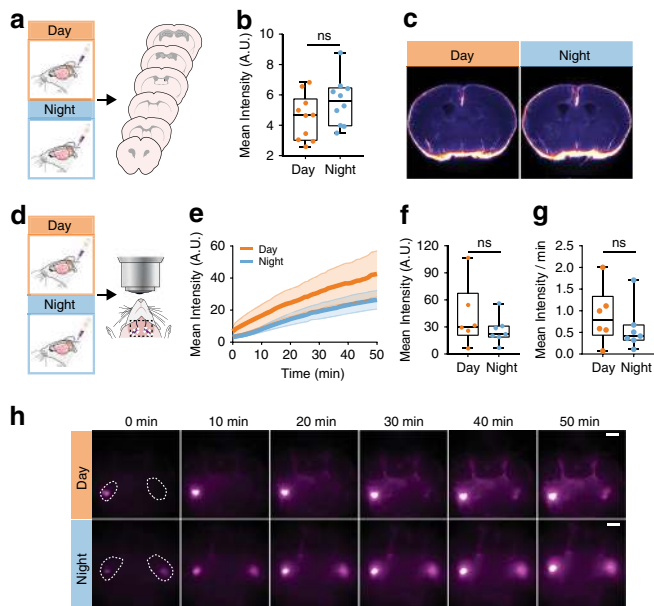 a
Day
Night
b
ns
Mean Intensity (A.U.)
10
8
6
4
2
Day Night
c
Day Night
d
Day
Night
e
Mean Intensity (A.U.)
60
40
20
0
Day
Night
0 10 20 30 40 50
Time (min)
f
ns
Mean Intensity (A.U.)
120
90
60
30
0
Day Night
g
ns
Mean Intensity / min
2.5
2.0
1.5
1.0
0.5
0.0
Day Night
h
0 min 10 min 20 min 30 min 40 min 50 min
Day
Night